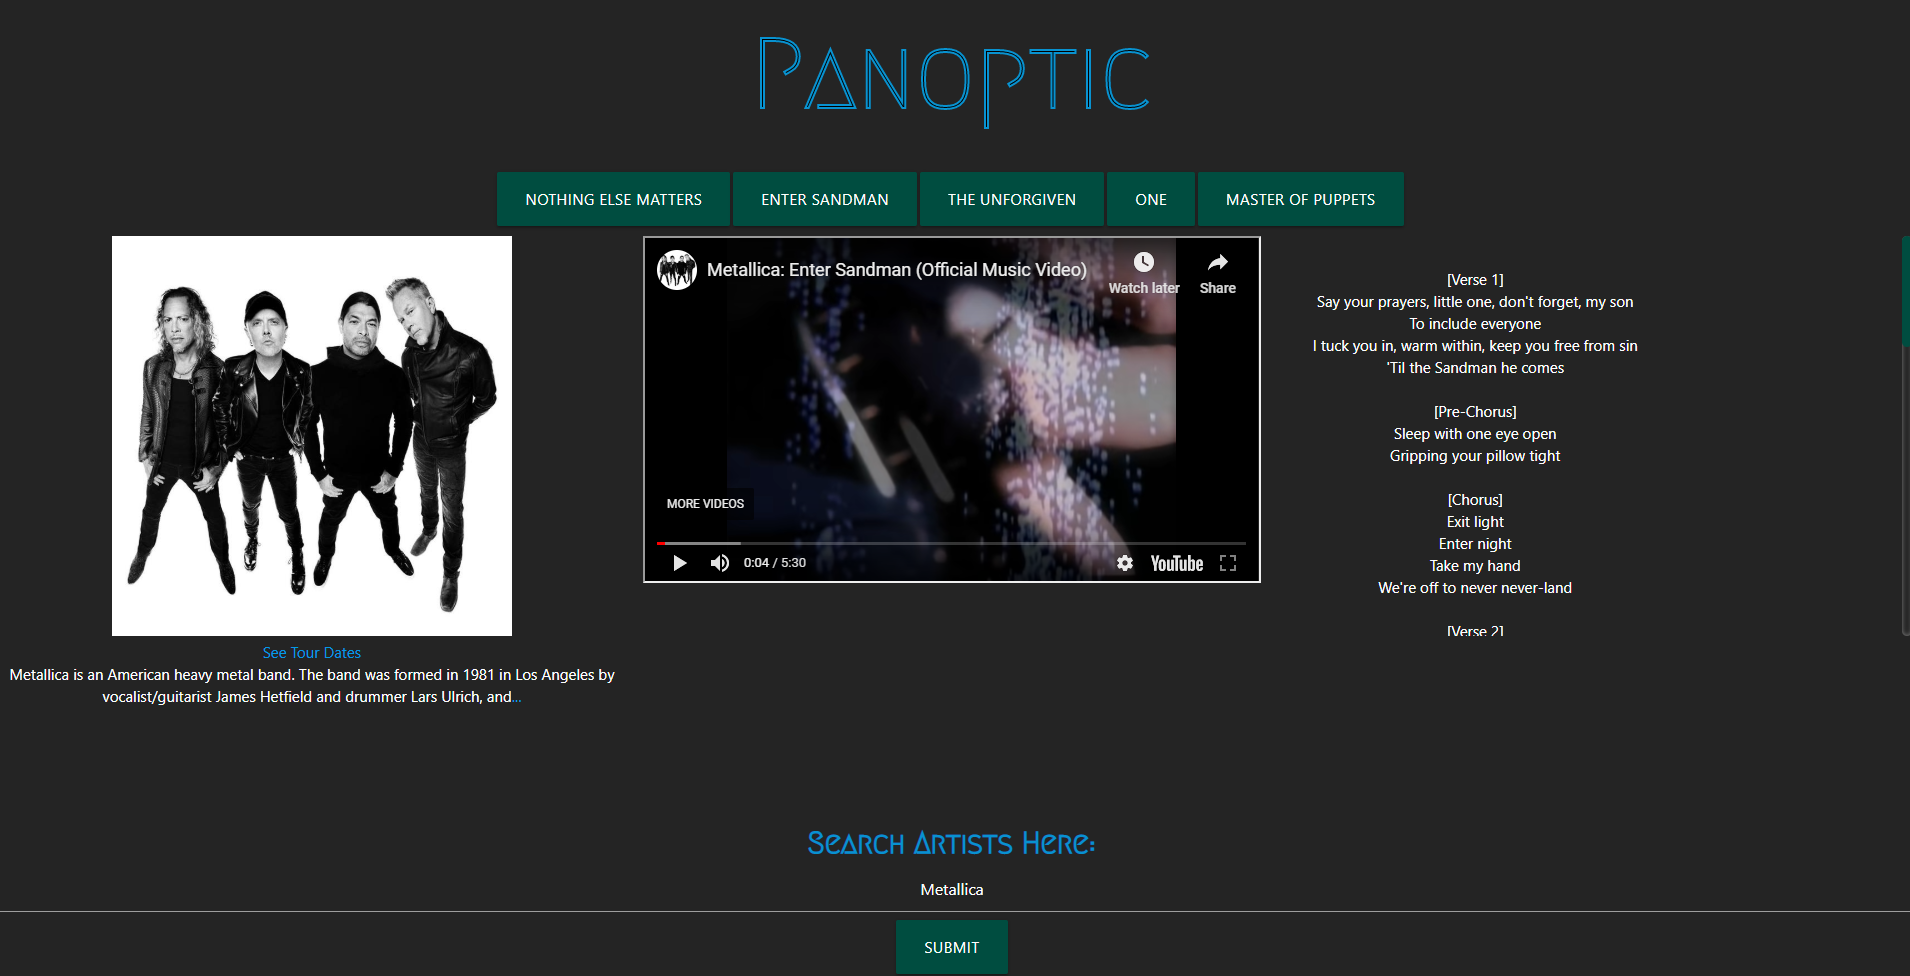 Panoptic
NOTHING ELSE MATTERS
ENTER SANDMAN
THE UNFORGIVEN
ONE
MASTER OF PUPPETS
Metallica: Enter Sandman (Official Music Video)
Watch later
Share
MORE VIDEOS
0:04 / 5:30
YouTube
See Tour Dates
Metallica is an American heavy metal band. The band was formed in 1981 in Los Angeles by
vocalist/guitarist James Hetfield and drummer Lars Ulrich, and...
[Verse 1]
Say your prayers, little one, don't forget, my son
To include everyone
I tuck you in, warm within, keep you free from sin
'Til the Sandman he comes
[Pre-Chorus]
Sleep with one eye open
Gripping your pillow tight
[Chorus]
Exit light
Enter night
Take my hand
We're off to never never-land
[Verse 2]
Search Artists Here:
Metallica
SUBMIT